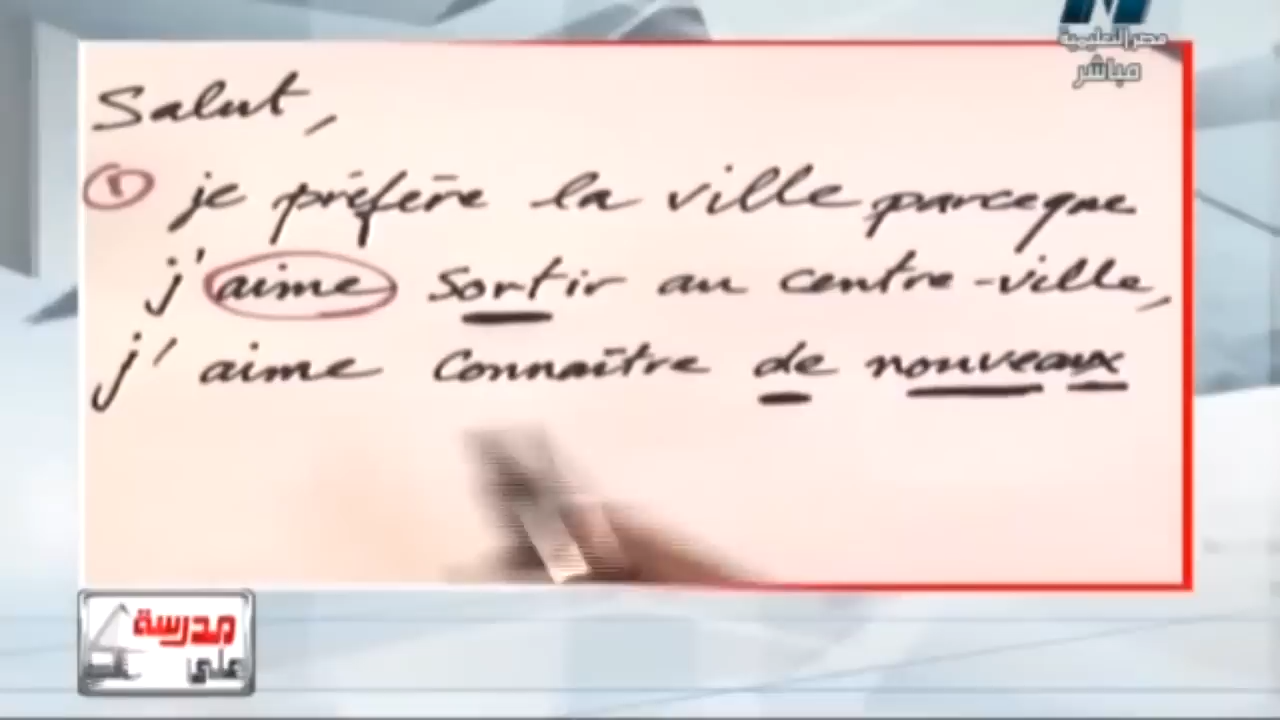 مصر التعليمية
مباشر
Salut,
① je préfère la ville parceque
j'aime sortir au centre-ville,
j'aime connaître de nouveaux
مدرسة
على